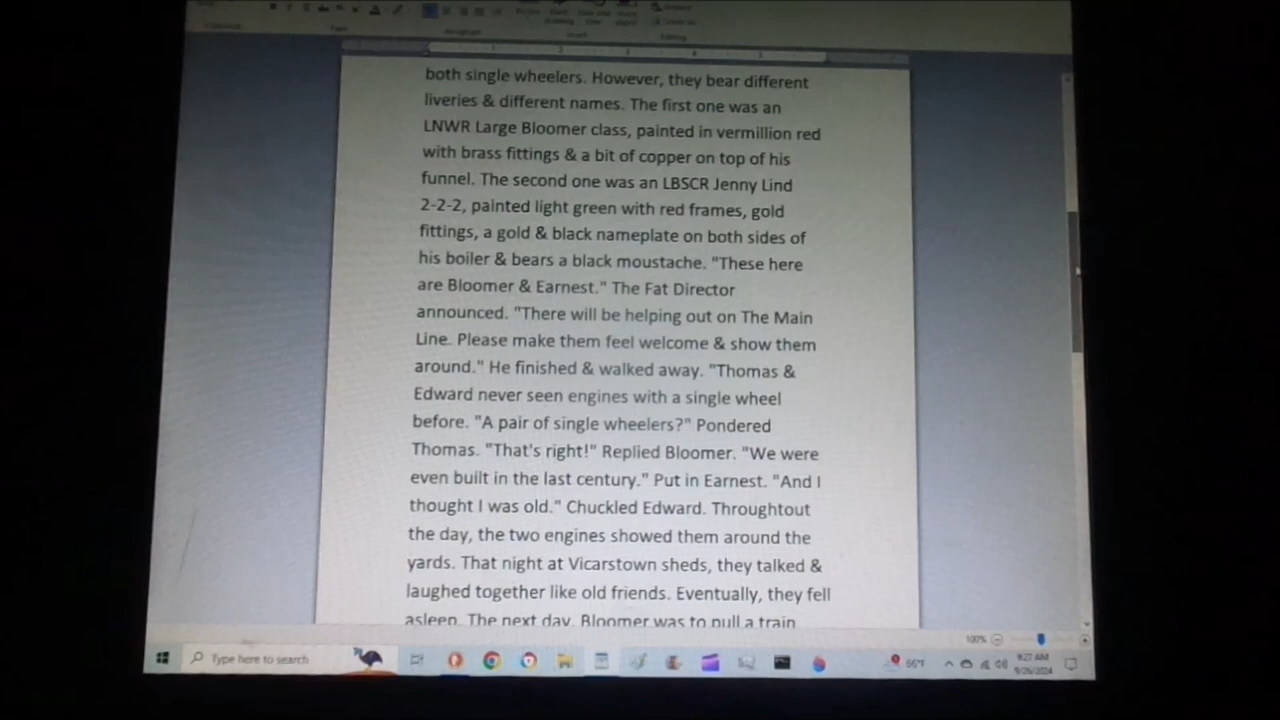 both single wheelers. However, they bear different
liveries & different names. The first one was an
LNWR Large Bloomer class, painted in vermillion red
with brass fittings & a bit of copper on top of his
funnel. The second one was an LBSCR Jenny Lind
2-2-2, painted light green with red frames, gold
fittings, a gold & black nameplate on both sides of
his boiler & bears a black moustache. "These here
are Bloomer & Earnest." The Fat Director
announced. "There will be helping out on The Main
Line. Please make them feel welcome & show them
around." He finished & walked away. "Thomas &
Edward never seen engines with a single wheel
before. "A pair of single wheelers?" Pondered
Thomas. "That's right!" Replied Bloomer. "We were
even built in the last century." Put in Earnest. "And I
thought I was old." Chuckled Edward. Throughtout
the day, the two engines showed them around the
yards. That night at Vicarstown sheds, they talked &
laughed together like old friends. Eventually, they fell
asleep. The next day, Bloomer was to pull a train
100%
Type here to search
66°F
8:27 AM
9/26/2024